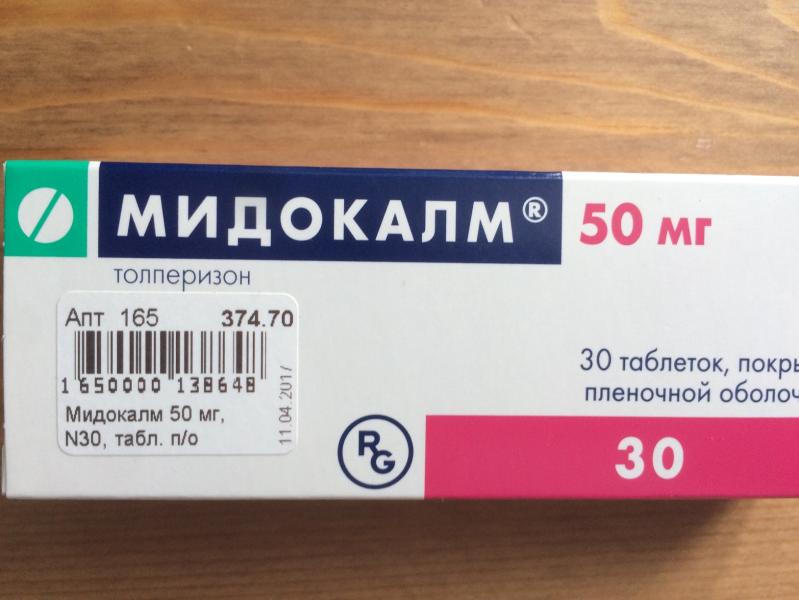 МИДОКАЛМ® 50 мг
толперизон
Апт 165 374.70
1 650000 138648
11.04.2017
Мидокалм 50 мг,
N30, табл. п/о
30 таблеток, покры
пленочной оболоч
RG
30